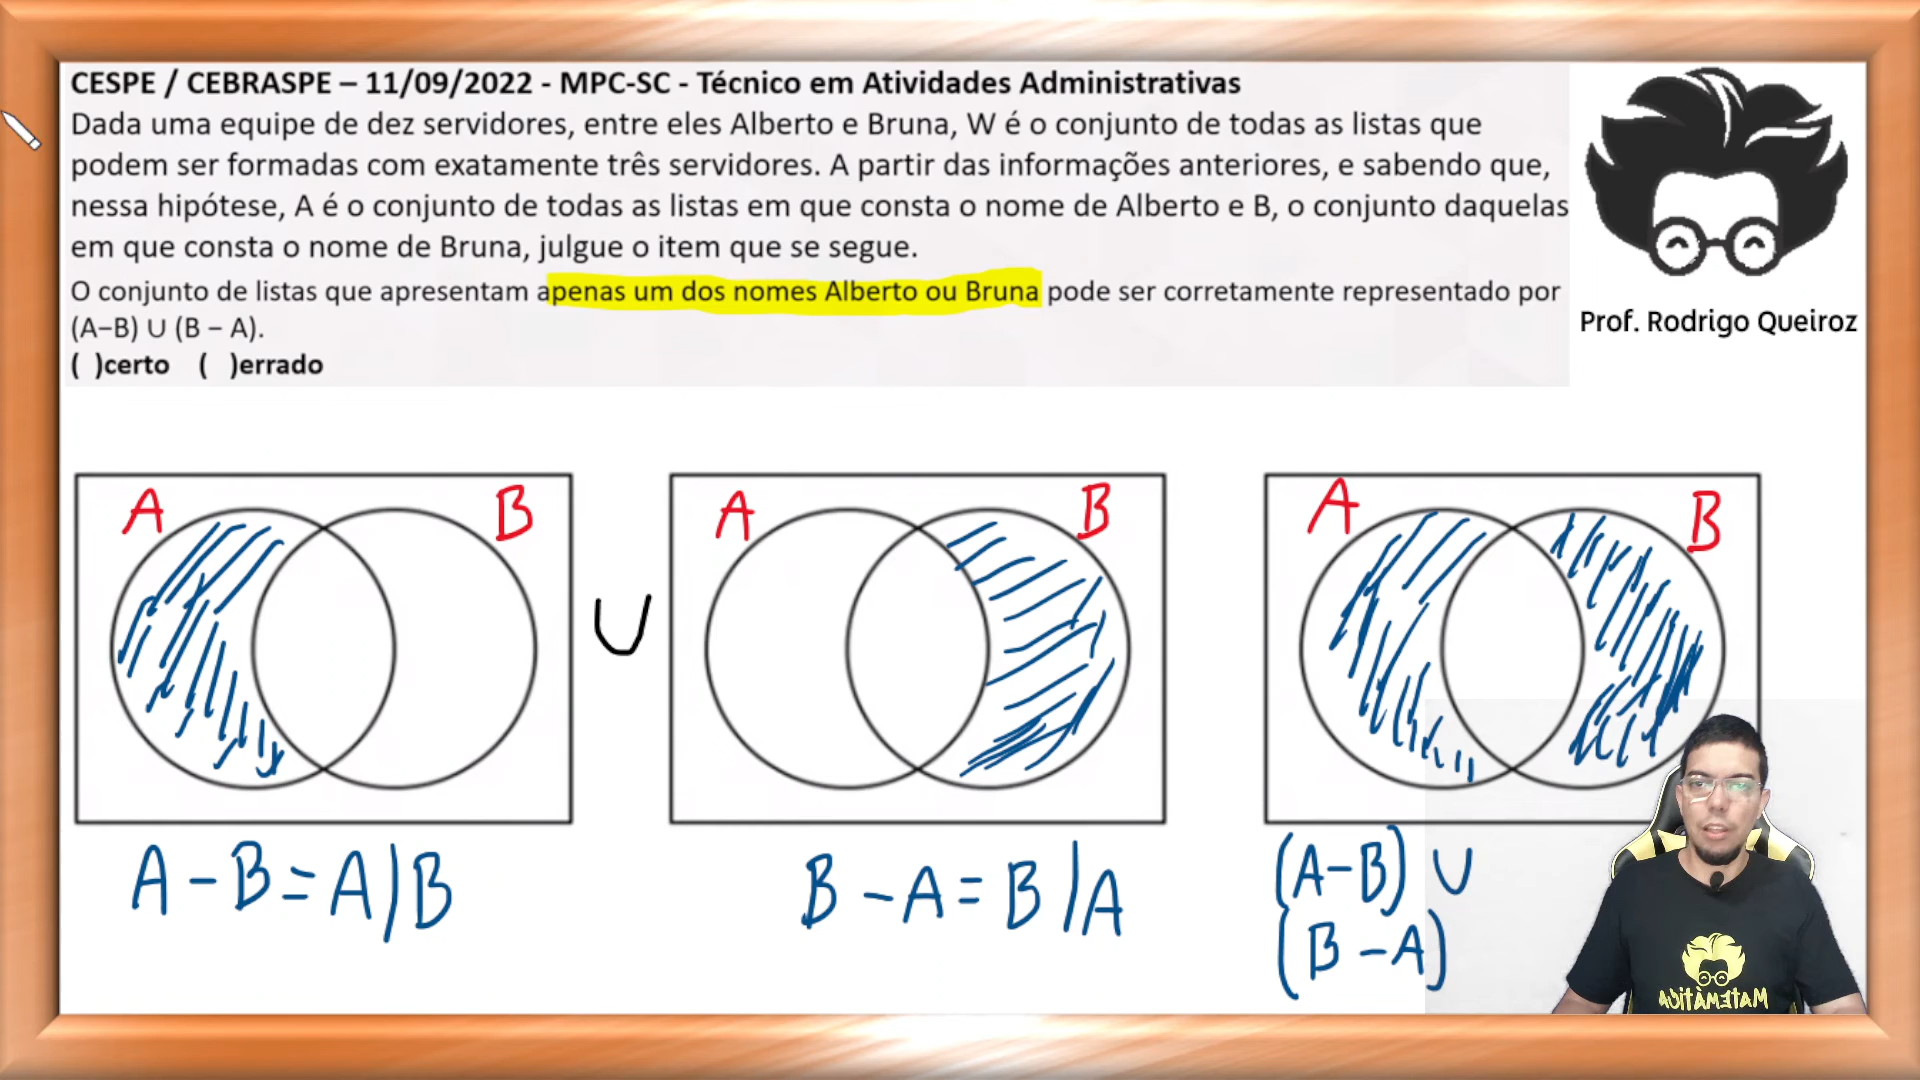 CESPE / CEBRASPE – 11/09/2022 - MPC-SC - Técnico em Atividades Administrativas
Dada uma equipe de dez servidores, entre eles Alberto e Bruna, W é o conjunto de todas as listas que
podem ser formadas com exatamente três servidores. A partir das informações anteriores, e sabendo que,
nessa hipótese, A é o conjunto de todas as listas em que consta o nome de Alberto e B, o conjunto daquelas
em que consta o nome de Bruna, julgue o item que se segue.
O conjunto de listas que apresentam apenas um dos nomes Alberto ou Bruna pode ser corretamente representado por
(A–B) U (B – A).
( )certo ( )errado
Prof. Rodrigo Queiroz
A B
U
A B
A B
A - B = A | B
B - A = B | A
(A-B) U
(B - A)
MATEMÁTICA